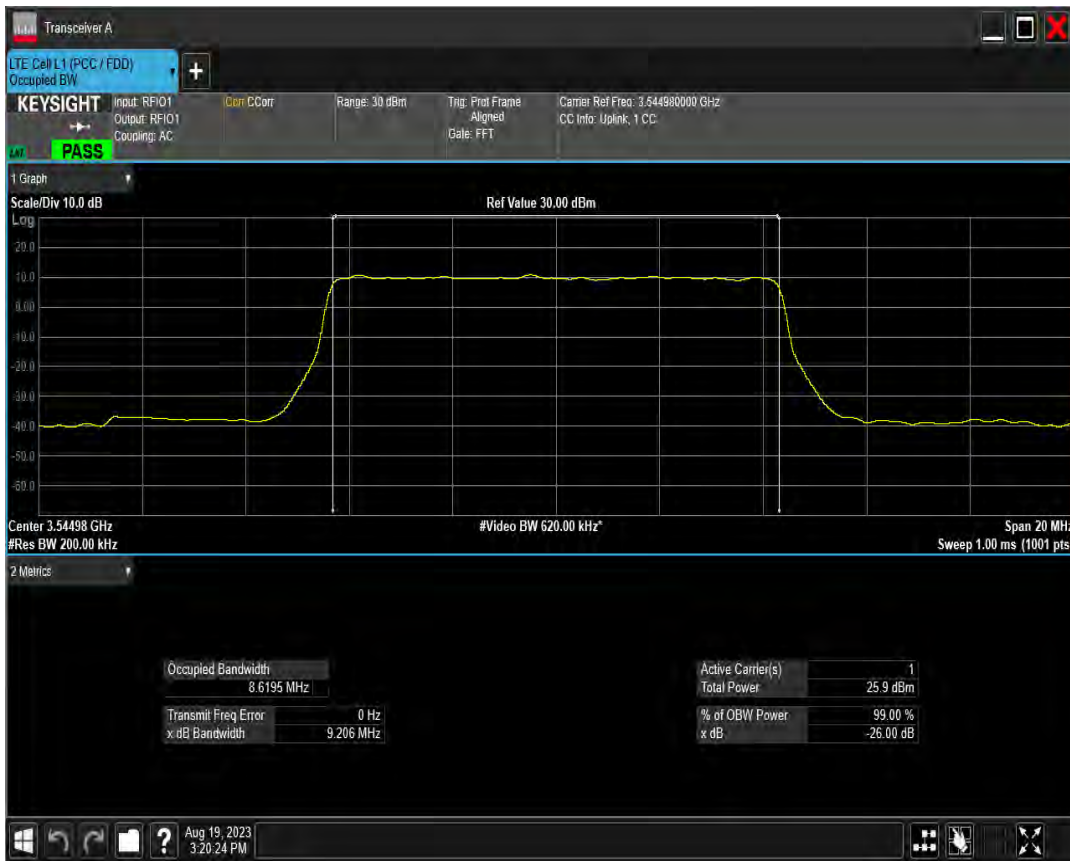 Transceiver A
LTE Cell L1 (PCC / FDD)
Occupied BW
KEYSIGHT
Input: RFIO1
Output: RFIO1
Coupling: AC
Corr CCorr
Range: 30 dBm
Trig: Prot Frame
Aligned
Gate: FFT
Carrier Ref Freq: 3.544980000 GHz
CC Info: Uplink, 1 CC
PASS
1 Graph
Scale/Div 10.0 dB
Ref Value 30.00 dBm
Log
20.0
10.0
0.00
-10.0
-20.0
-30.0
-40.0
-50.0
-60.0
Center 3.54498 GHz
#Video BW 620.00 kHz*
Span 20 MHz
#Res BW 200.00 kHz
Sweep 1.00 ms (1001 pts
2 Metrics
Occupied Bandwidth
8.6195 MHz
Transmit Freq Error 0 Hz
x dB Bandwidth 9.206 MHz
Active Carrier(s) 1
Total Power 25.9 dBm
% of OBW Power 99.00 %
x dB -26.00 dB
Aug 19, 2023
3:20:24 PM